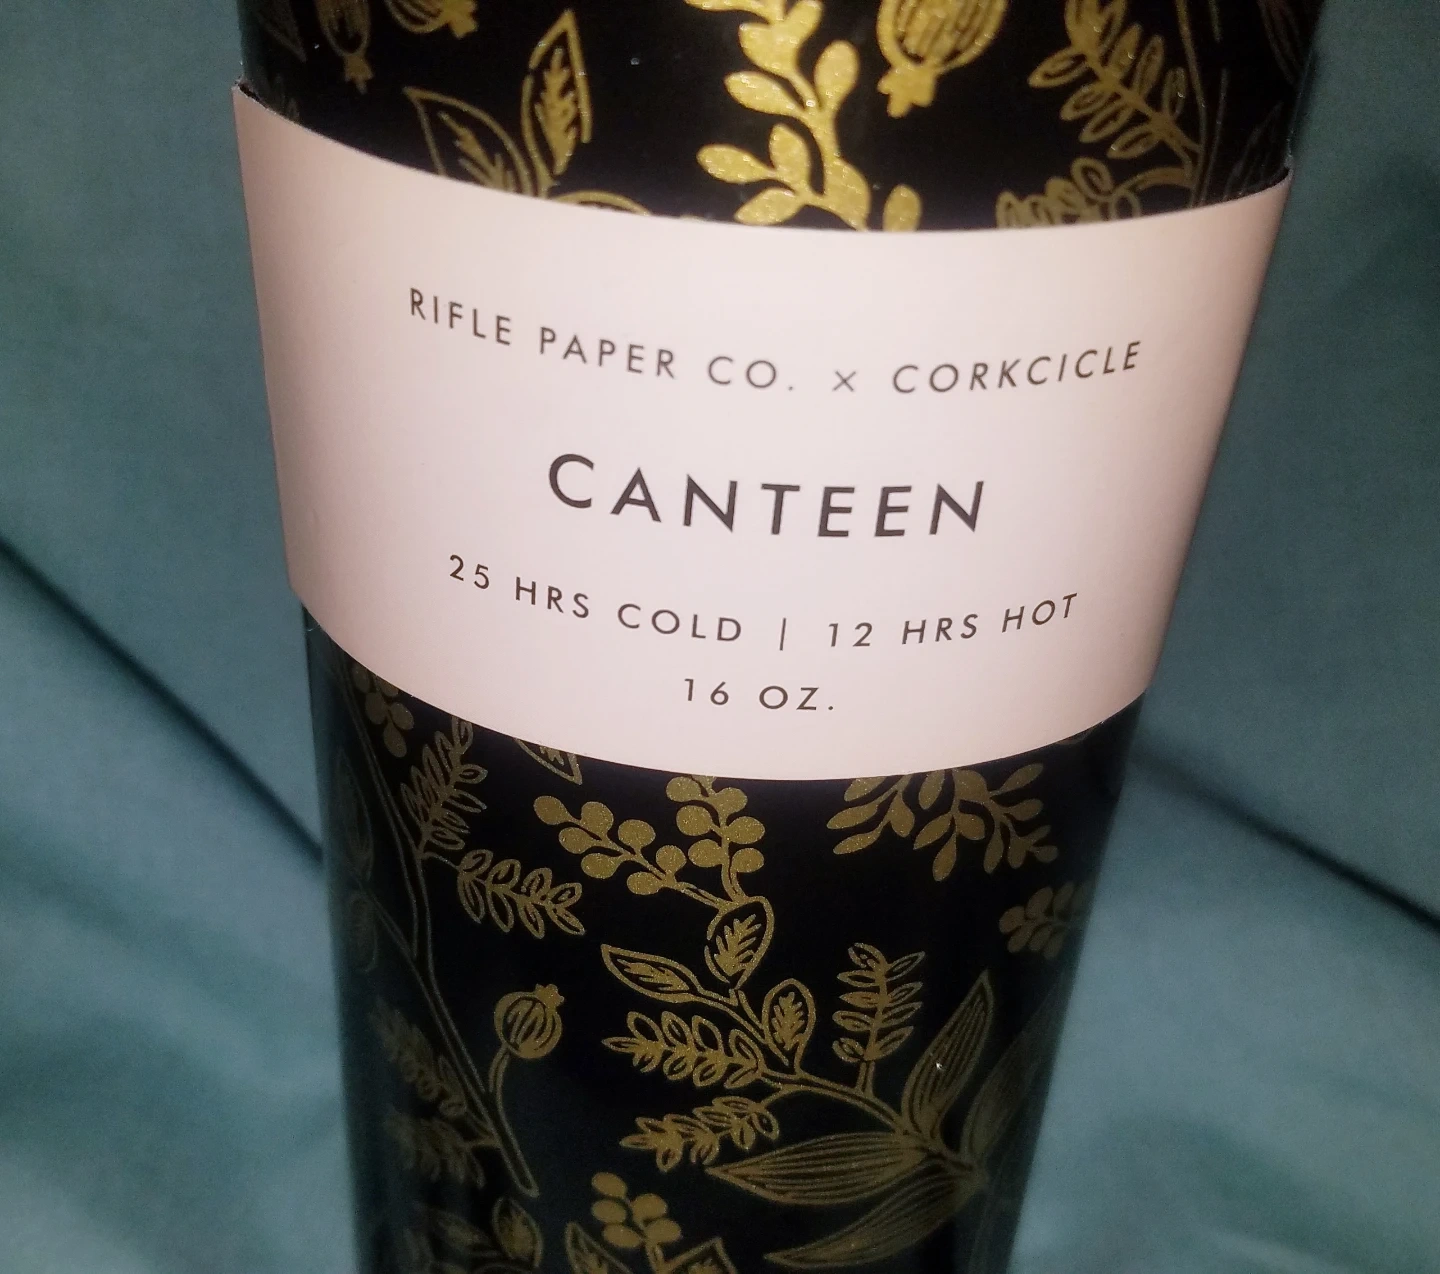 RIFLE PAPER CO. × CORKCICLE
CANTEEN
25 HRS COLD | 12 HRS HOT
16 OZ.